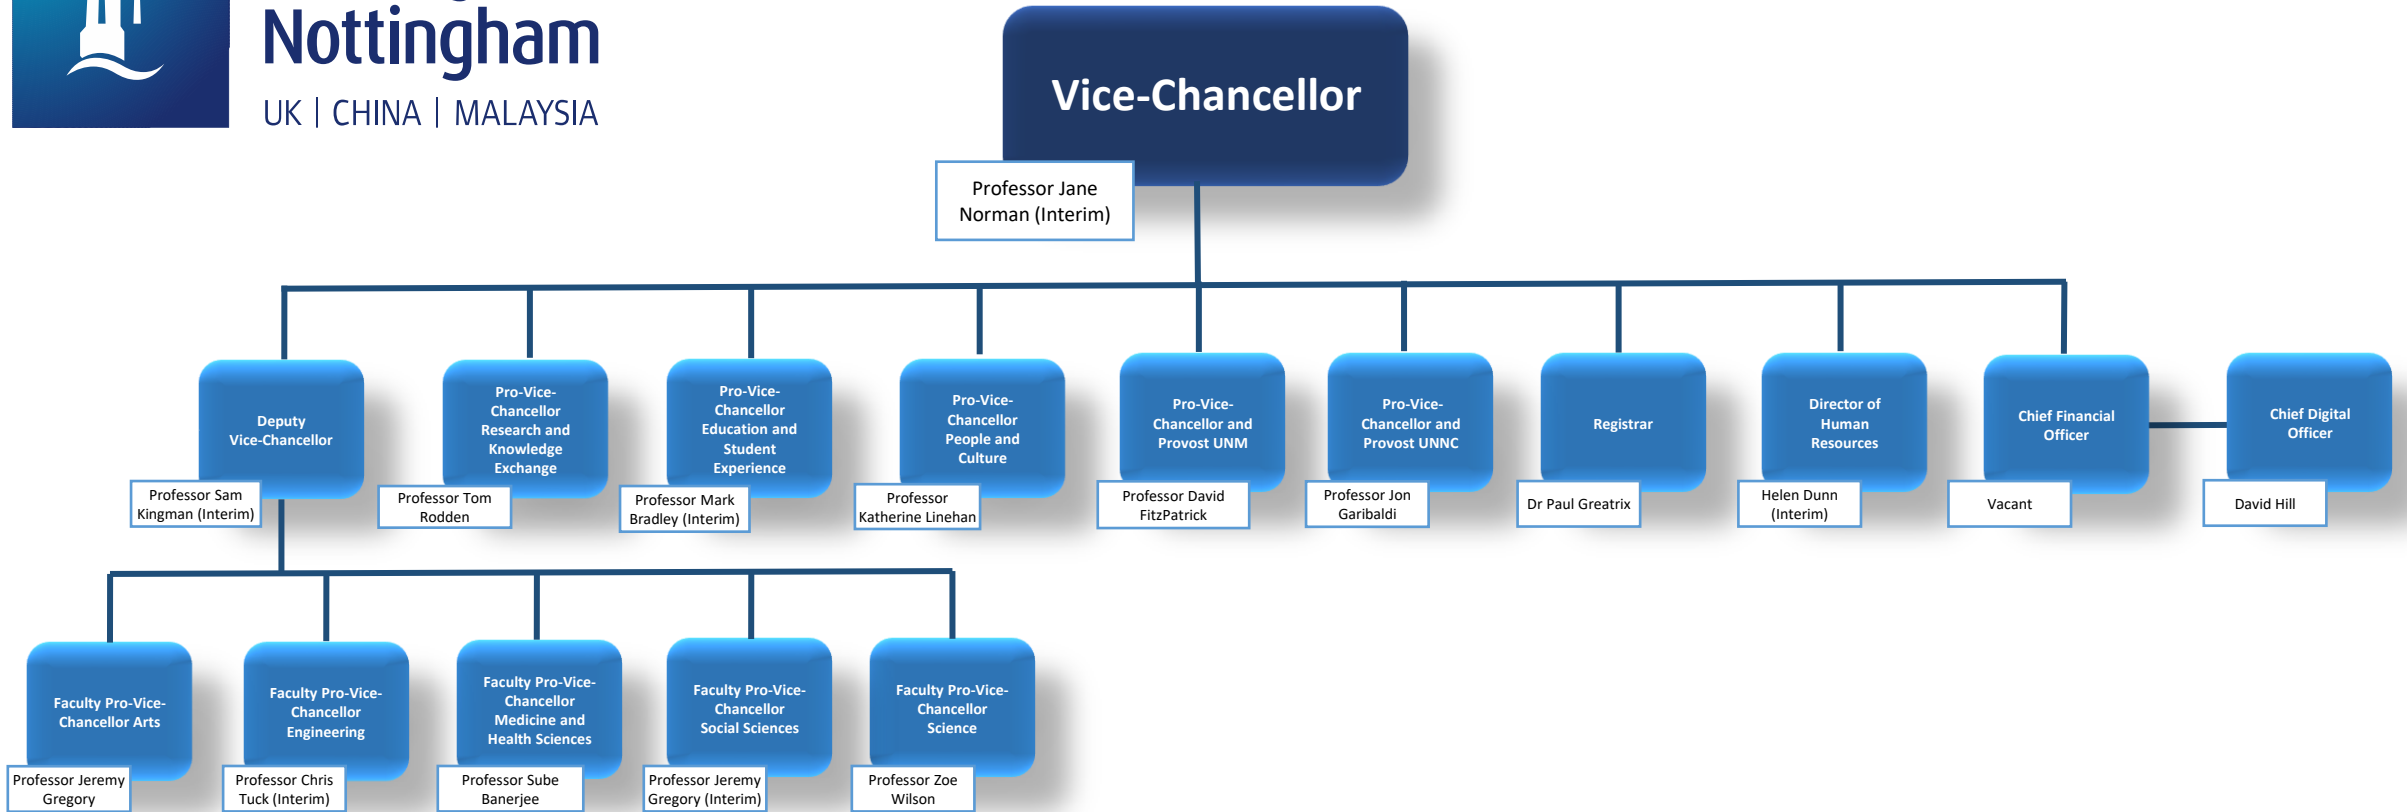 Nottingham
UK | CHINA | MALAYSIA
Vice-Chancellor
Professor Jane
Norman (Interim)
Deputy
Vice-Chancellor
Professor Sam
Kingman (Interim)
Pro-Vice-
Chancellor
Research and
Knowledge
Exchange
Professor Tom
Rodden
Pro-Vice-
Chancellor
Education and
Student
Experience
Professor Mark
Bradley (Interim)
Pro-Vice-
Chancellor
People and
Culture
Professor
Katherine Linehan
Pro-Vice-
Chancellor and
Provost UNM
Professor David
FitzPatrick
Pro-Vice-
Chancellor and
Provost UNNC
Professor Jon
Garibaldi
Registrar
Dr Paul Greatrix
Director of
Human
Resources
Helen Dunn
(Interim)
Chief Financial
Officer
Vacant
Chief Digital
Officer
David Hill
Faculty Pro-Vice-
Chancellor Arts
Professor Jeremy
Gregory
Faculty Pro-Vice-
Chancellor
Engineering
Professor Chris
Tuck (Interim)
Faculty Pro-Vice-
Chancellor
Medicine and
Health Sciences
Professor Sube
Banerjee
Faculty Pro-Vice-
Chancellor
Social Sciences
Professor Jeremy
Gregory (Interim)
Faculty Pro-Vice-
Chancellor
Science
Professor Zoe
Wilson